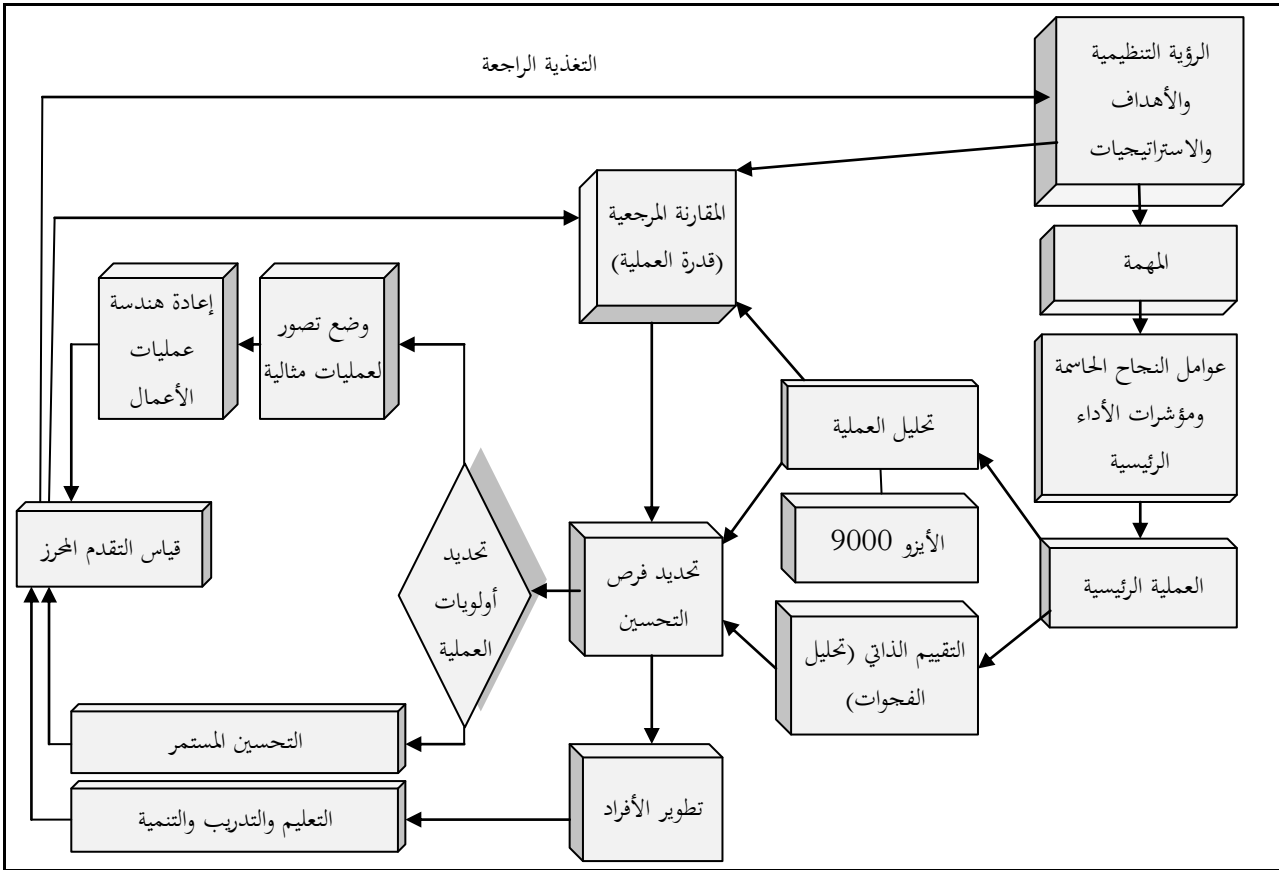 التغذية الراجعة
الرؤية التنظيمية
والأهداف
والاستراتيجيات
المقارنة المرجعية
(قدرة العملية)
المهمة
إعادة هندسة
عمليات
الأعمال
وضع تصور
لعمليات مثالية
عوامل النجاح الحاسمة
ومؤشرات الأداء
الرئيسية
تحليل العملية
الأيزو 9000
قياس التقدم المحرز
تحديد
أولويات
العملية
تحديد فرص
التحسين
العملية الرئيسية
التقييم الذاتي (تحليل
الفجوات)
التحسين المستمر
تطوير الأفراد
التعليم والتدريب والتنمية